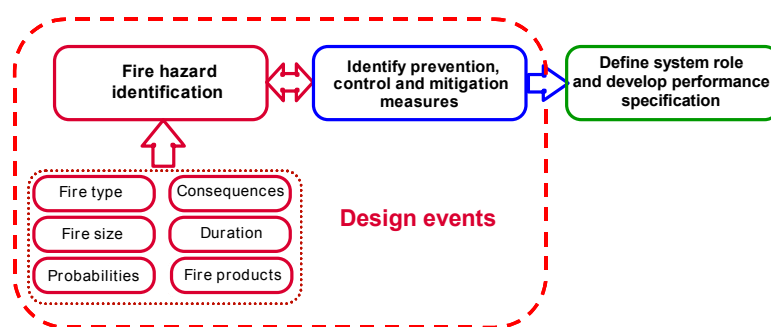 Fire hazard
identification
Identify prevention,
control and mitigation
measures
Define system role
and develop performance
specification
Fire type
Consequences
Fire size
Duration
Probabilities
Fire products
Design events